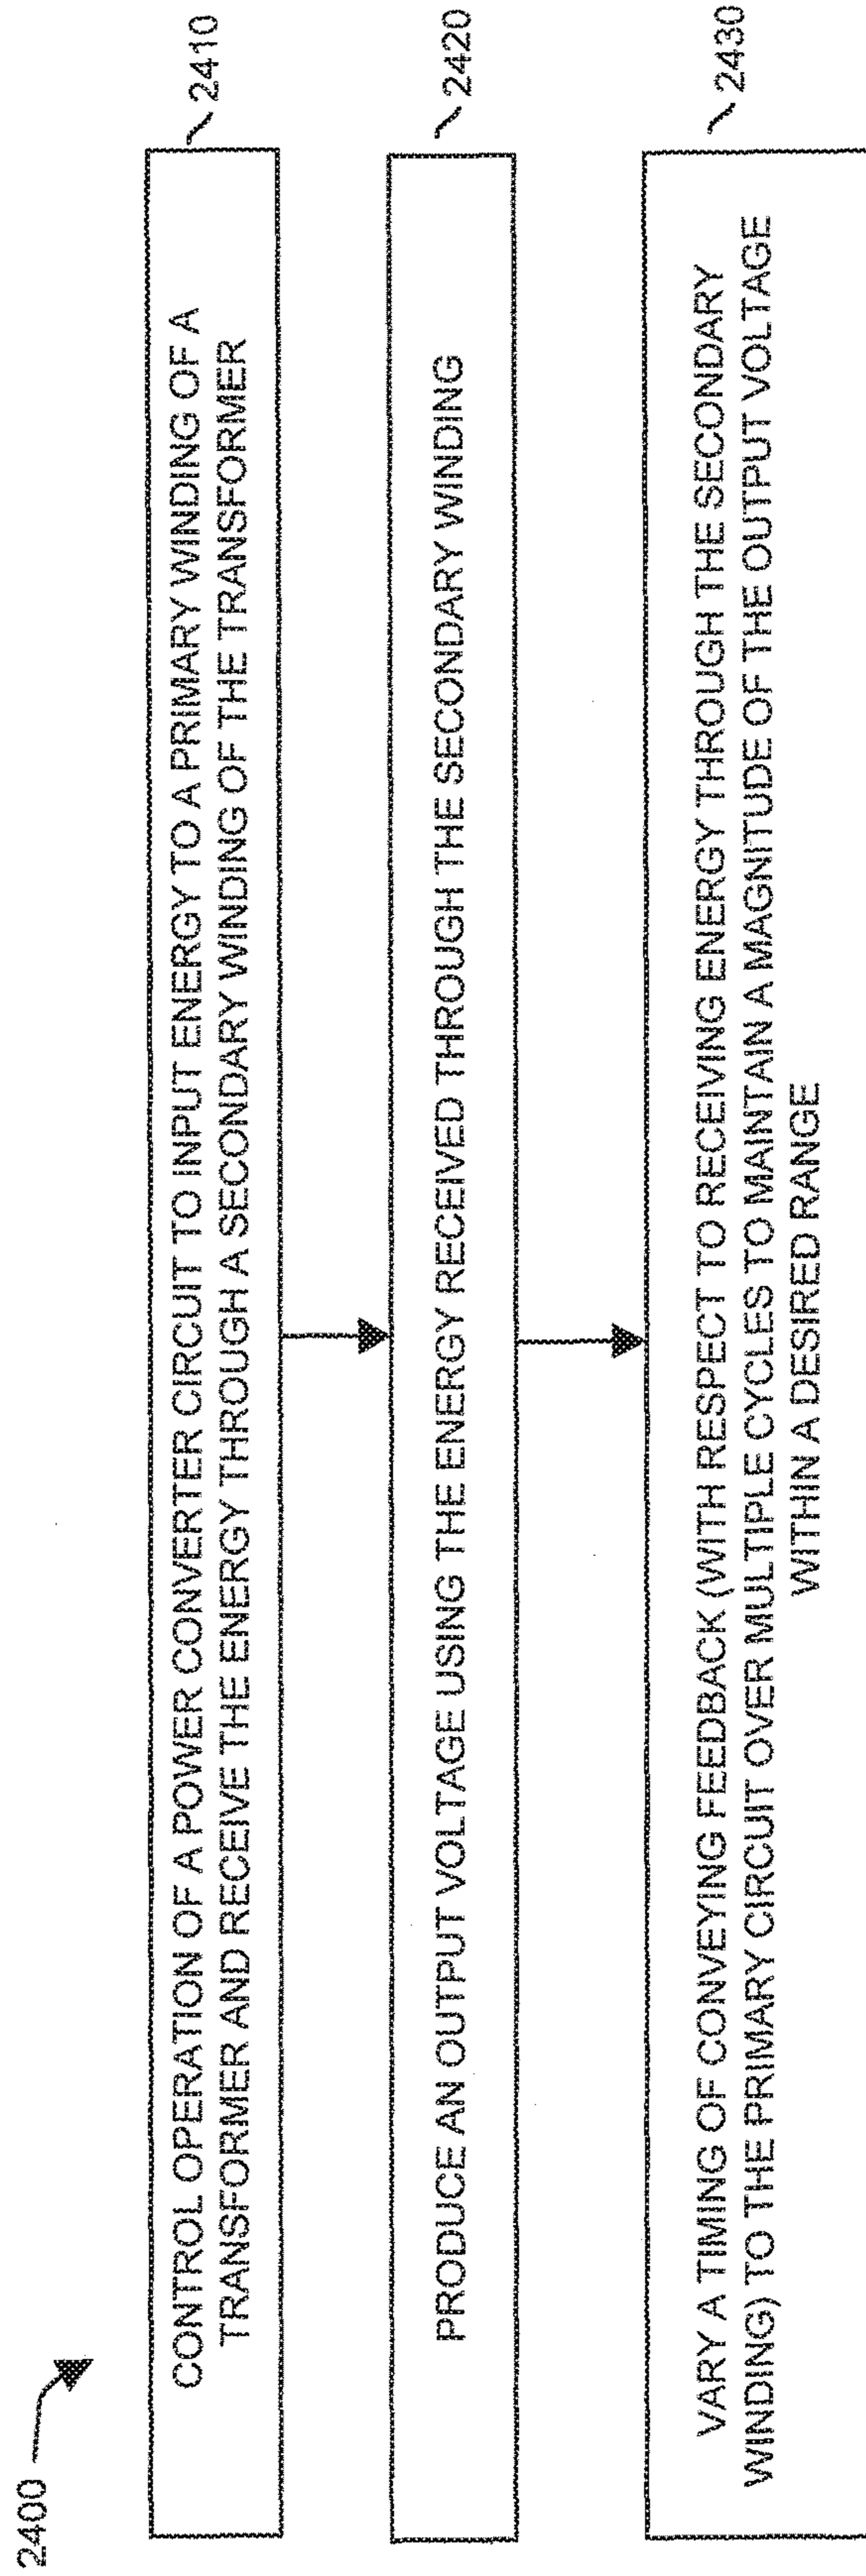 2400
CONTROL OPERATION OF A POWER CONVERTER CIRCUIT TO INPUT ENERGY TO A PRIMARY WINDING OF A
TRANSFORMER AND RECEIVE THE ENERGY THROUGH A SECONDARY WINDING OF THE TRANSFORMER
2410
PRODUCE AN OUTPUT VOLTAGE USING THE ENERGY RECEIVED THROUGH THE SECONDARY WINDING
2420
VARY A TIMING OF CONVEYING FEEDBACK (WITH RESPECT TO RECEIVING ENERGY THROUGH THE SECONDARY
WINDING) TO THE PRIMARY CIRCUIT OVER MULTIPLE CYCLES TO MAINTAIN A MAGNITUDE OF THE OUTPUT VOLTAGE
WITHIN A DESIRED RANGE
2430